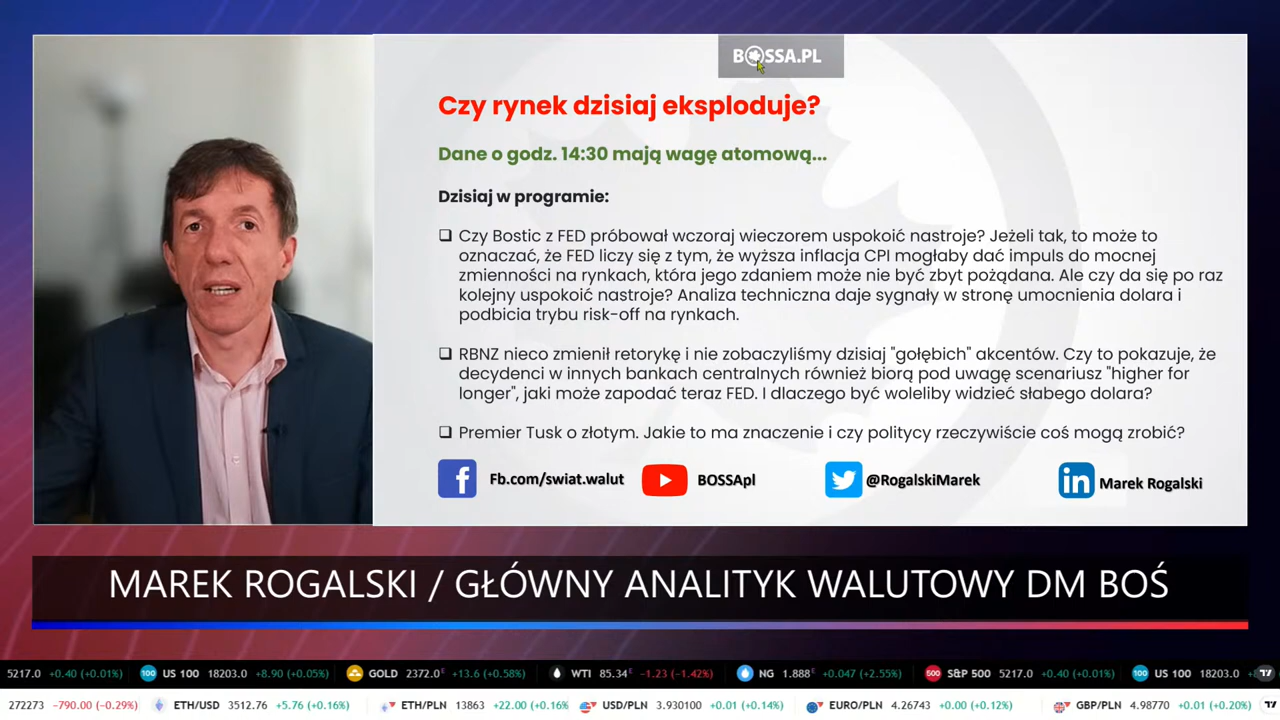 BOSSA.PL
Czy rynek dzisiaj eksploduje?
Dane o godz. 14:30 mają wagę atomową...
Dzisiaj w programie:
❑ Czy Bostic z FED próbował wczoraj wieczorem uspokoić nastroje? Jeżeli tak, to może to
oznaczać, że FED liczy się z tym, że wyższa inflacja CPI mogłaby dać impuls do mocnej
zmienności na rynkach, która jego zdaniem może nie być zbyt pożądana. Ale czy da się po raz
kolejny uspokoić nastroje? Analiza techniczna daje sygnały w stronę umocnienia dolara i
podbicia trybu risk-off na rynkach.
❑ RBNZ nieco zmienił retorykę i nie zobaczyliśmy dzisiaj "gołębich" akcentów. Czy to pokazuje, że
decydenci w innych bankach centralnych również biorą pod uwagę scenariusz "higher for
longer", jaki może zapodać teraz FED. I dlaczego być woleliby widzieć słabego dolara?
❑ Premier Tusk o złotym. Jakie to ma znaczenie i czy politycy rzeczywiście coś mogą zrobić?
Fb.com/swiat.walut BOSSApl @RogalskiMarek Marek Rogalski
MAREK ROGALSKI / GŁÓWNY ANALITYK WALUTOWY DM BOŚ
5217.0 +0.40 (+0.01%) 100 US 100 18203.0 +8.90 (+0.05%) GOLD 2372.0 E +13.6 (+0.58%) WTI 85.34 E -1.23 (-1.42%) NG 1.888 E +0.047 (+2.55%) 500 S&P 500 5217.0 +0.40 (+0.01%) 100 US 100 18203.0
272273 -790.00 (-0.29%) ETH/USD 3512.76 +5.76 (+0.16%) ETH/PLN 13863 +22.00 (+0.16% USD/PLN 3.930100 +0.01 (+0.14%) EURO/PLN 4.26743 +0.00 (+0.12%) GBP/PLN 4.98770 +0.01 (+0.20%)